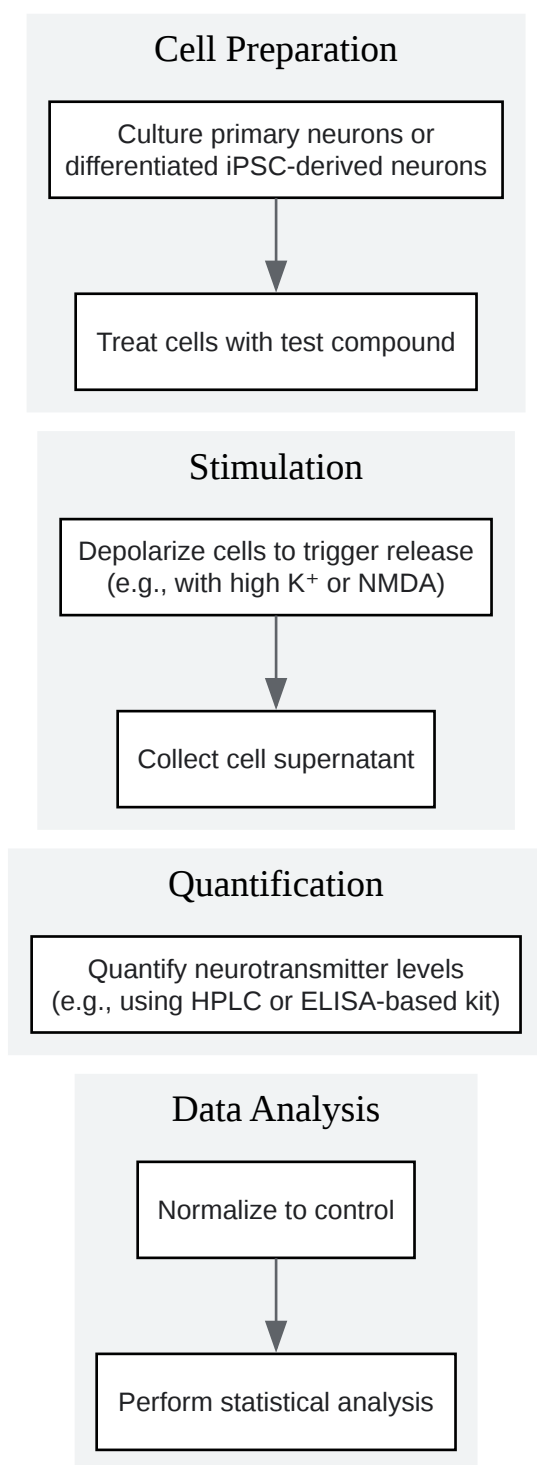 Cell Preparation
Culture primary neurons or
differentiated iPSC-derived neurons
Treat cells with test compound
Stimulation
Depolarize cells to trigger release
(e.g., with high K⁺ or NMDA)
Collect cell supernatant
Quantification
Quantify neurotransmitter levels
(e.g., using HPLC or ELISA-based kit)
Data Analysis
Normalize to control
Perform statistical analysis